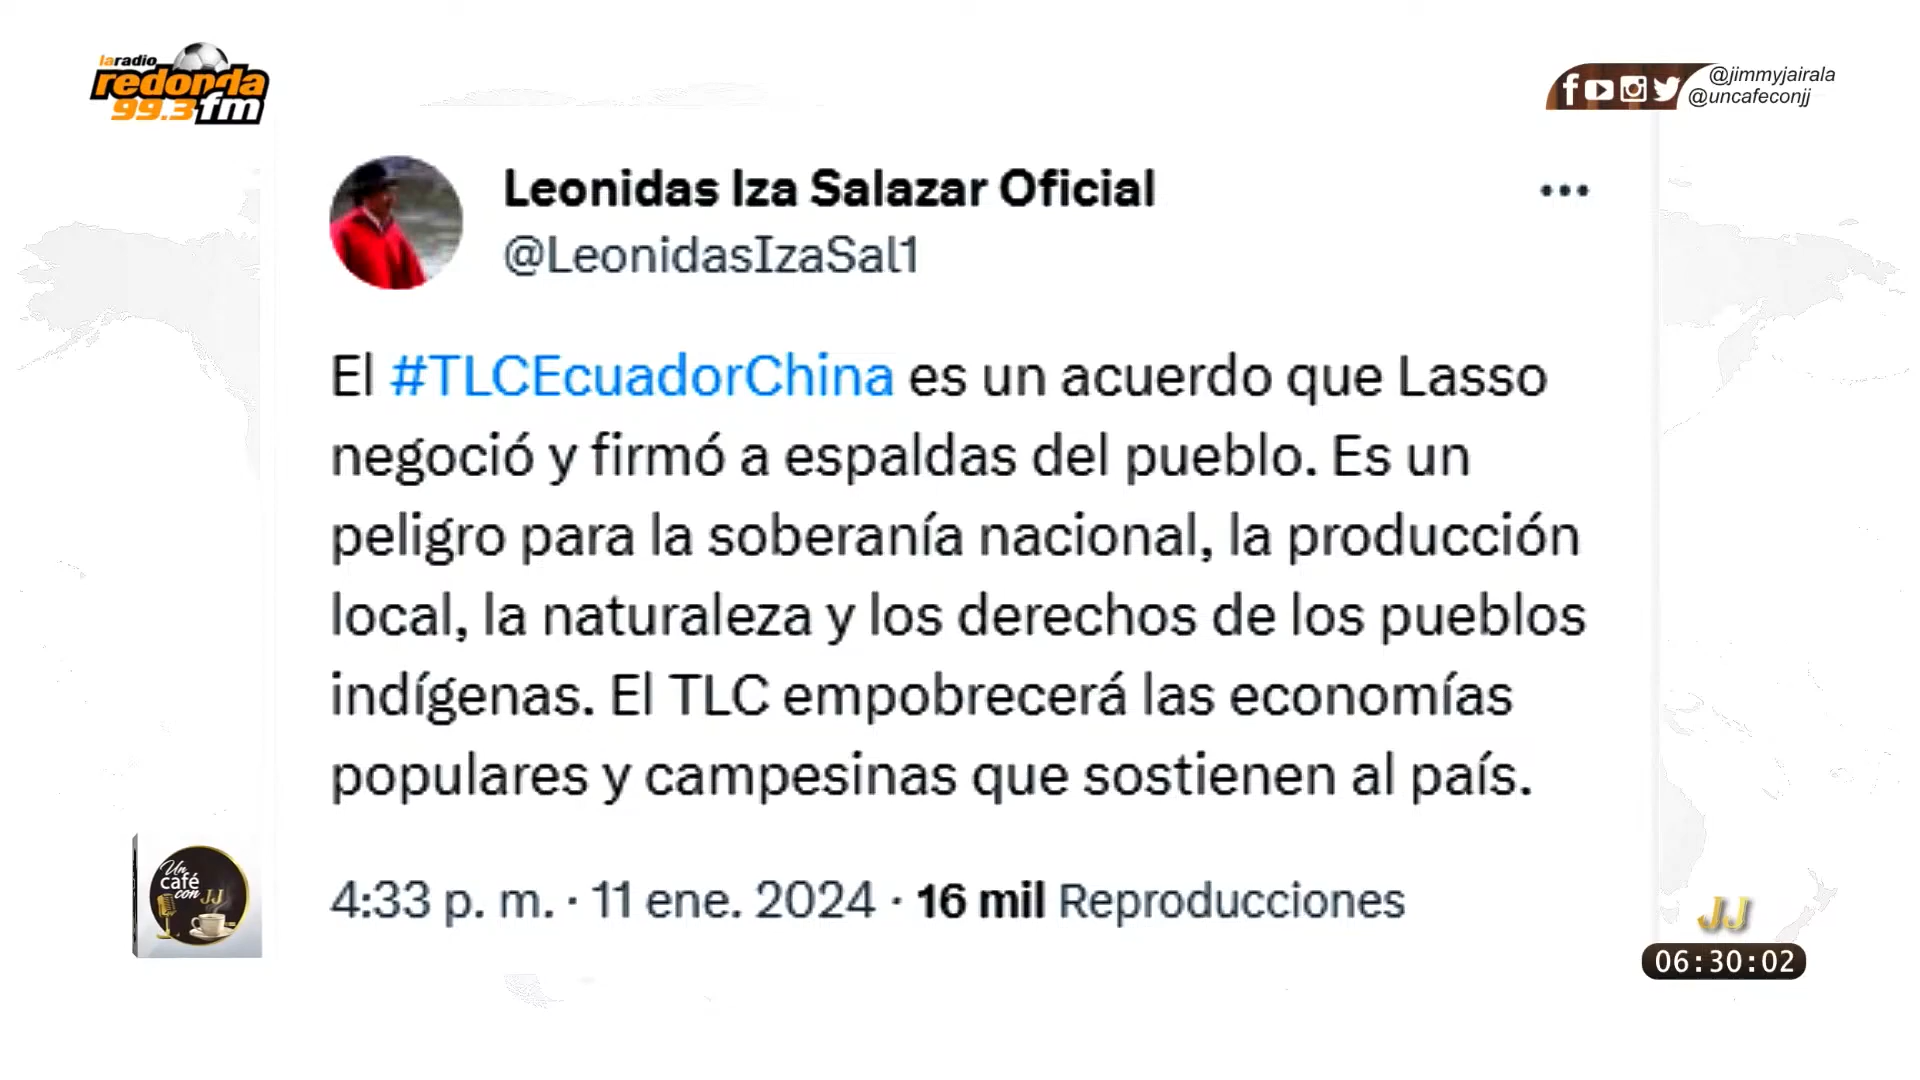 laradio
redonda
99.3 fm
@jimmyjairala
@uncafeconjj
Leonidas Iza Salazar Oficial
@LeonidasIzaSal1
El #TLCEcuadorChina es un acuerdo que Lasso
negoció y firmó a espaldas del pueblo. Es un
peligro para la soberanía nacional, la producción
local, la naturaleza y los derechos de los pueblos
indígenas. El TLC empobrecerá las economías
populares y campesinas que sostienen al país.
4:33 p. m. · 11 ene. 2024 · 16 mil Reproducciones
Un
café
con JJ
JJ
06:30:02